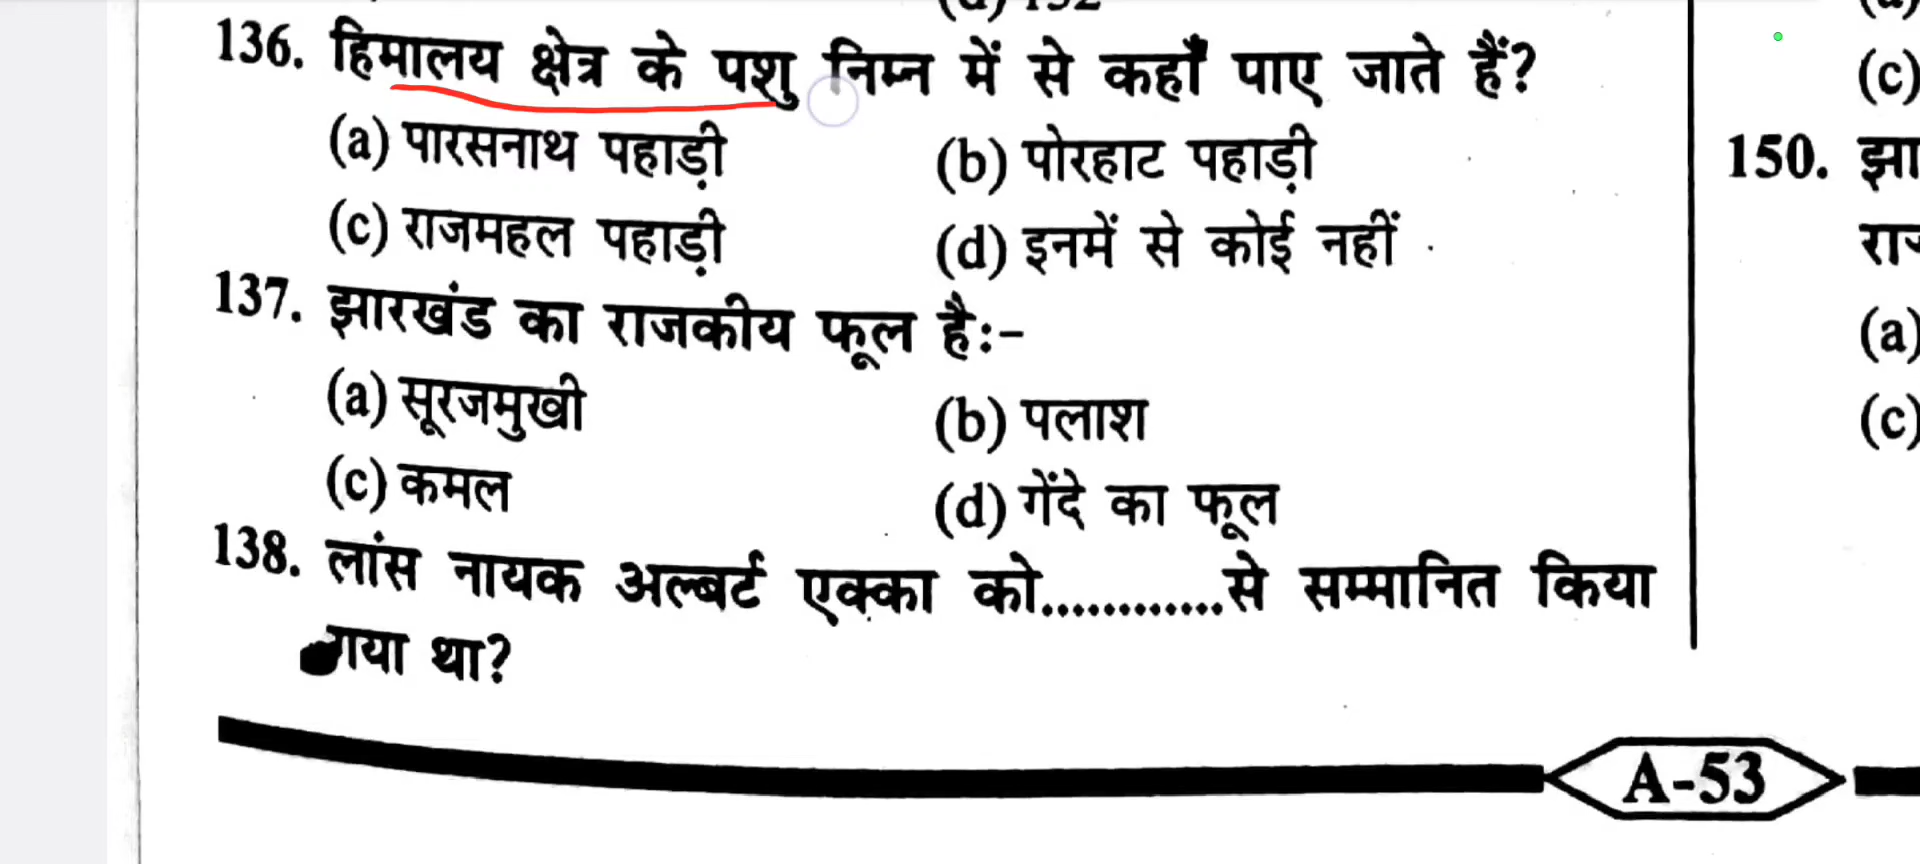 (d) 132
136. हिमालय क्षेत्र के पशु निम्न में से कहाँ पाए जाते हैं?
(a) पारसनाथ पहाड़ी (b) पोरहाट पहाड़ी
(c) राजमहल पहाड़ी (d) इनमें से कोई नहीं
137. झारखंड का राजकीय फूल है:-
(a) सूरजमुखी (b) पलाश
(c) कमल (d) गेंदे का फूल
138. लांस नायक अल्बर्ट एक्का को............से सम्मानित किया
गया था?
A-53
(c)
150. झा
(a)
(c)